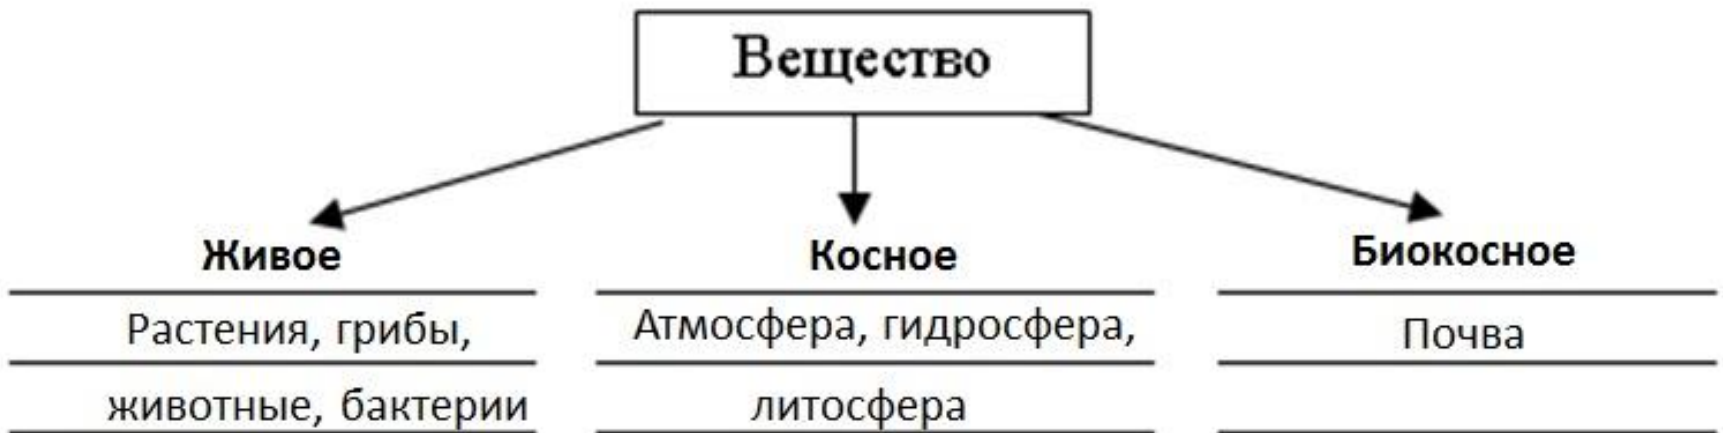 Вещество
Живое
Растения, грибы,
животные, бактерии
Косное
Атмосфера, гидросфера,
литосфера
Биокосное
Почва